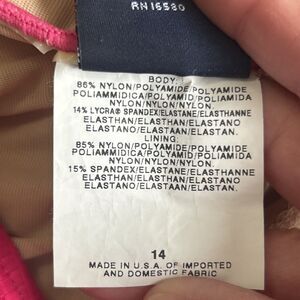 RN16580
BODY:
86% NYLON/POLYAMIDE/POLYAMIDE
POLIAMMIDICA/POLYAMID/POLIAMIDA
NYLON/NYLON/NYLON.
14% LYCRA® SPANDEX/ELASTANE/ELASTHANNE
ELASTHAN/ELASTHAN/ELASTANO
ELASTANO/ELASTAAN/ELASTAN.
LINING:
85% NYLON/POLYAMIDE/POLYAMIDE
POLIAMMIDICA/POLYAMID/POLIAMIDA
NYLON/NYLON/NYLON.
15% SPANDEX/ELASTANE/ELASTHANNE
ELASTHAN/ELASTHAN/ELASTANO
ELASTANO/ELASTAAN/ELASTAN.
14
MADE IN U.S.A. OF IMPORTED
AND DOMESTIC FABRIC